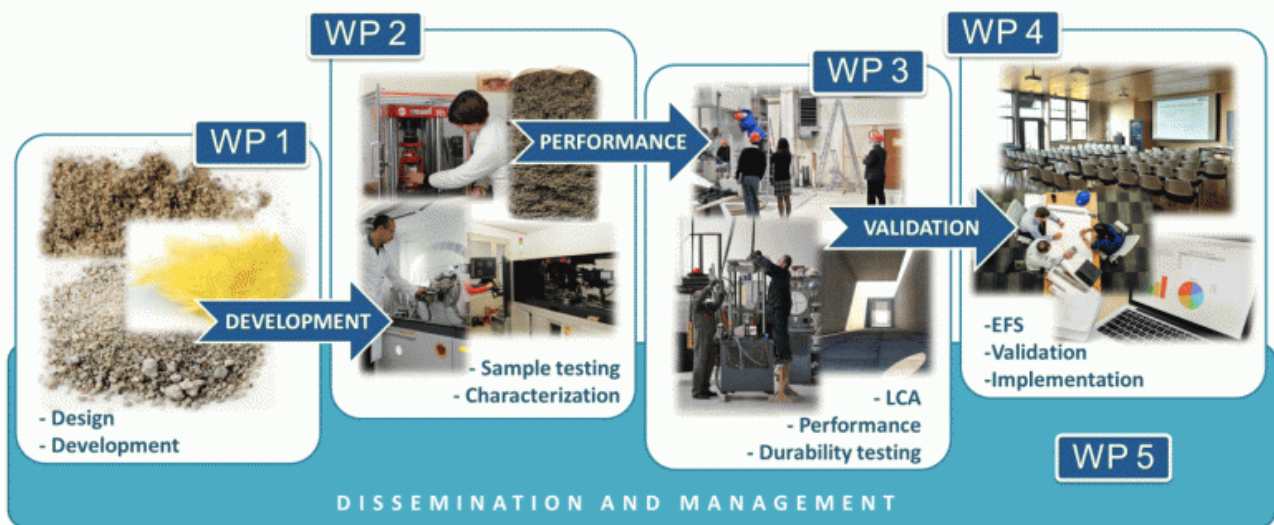 WP 1
- Design
- Development
DEVELOPMENT
WP 2
- Sample testing
- Characterization
PERFORMANCE
WP 3
- LCA
- Performance
- Durability testing
VALIDATION
WP 4
-EFS
-Validation
-Implementation
WP 5
DISSEMINATION AND MANAGEMENT